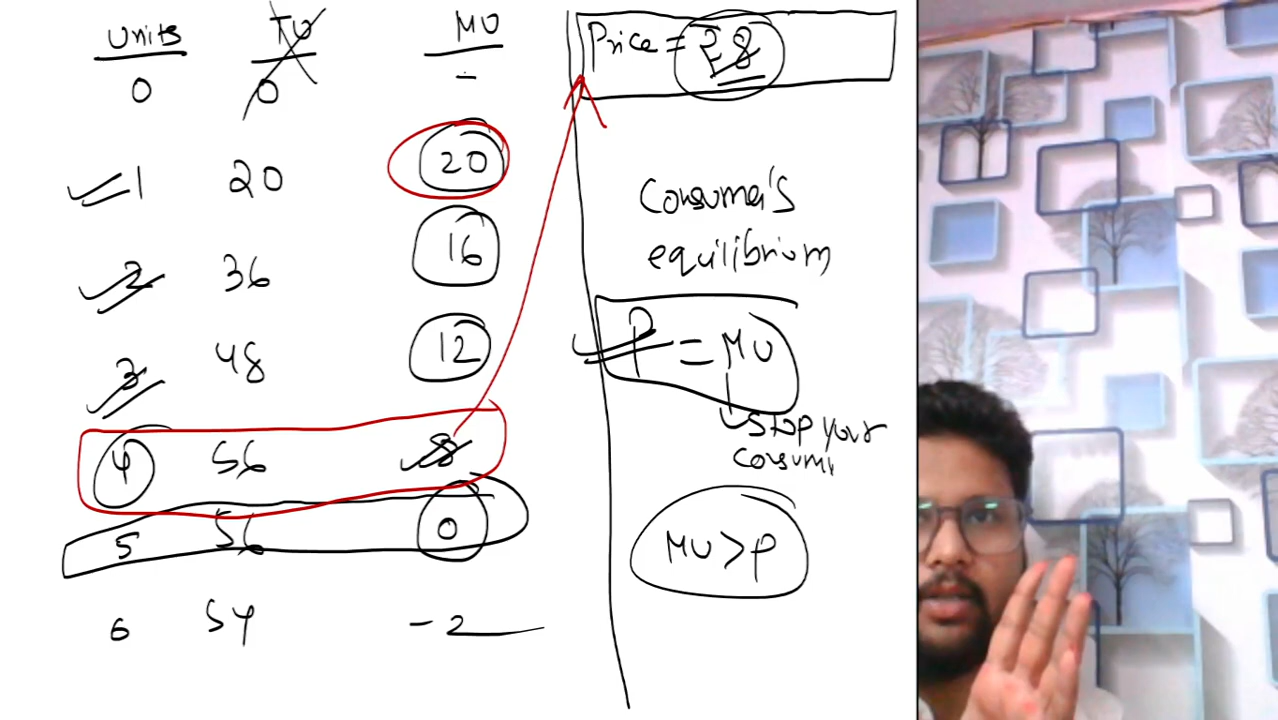 Units TU MU
0 0 -
1 20 20
2 36 16
3 48 12
4 56 8
5 56 0
6 54 -2
Price = ₹8
Consumer's
equilibrium
P = MU
Stop your
consumi
MU>P